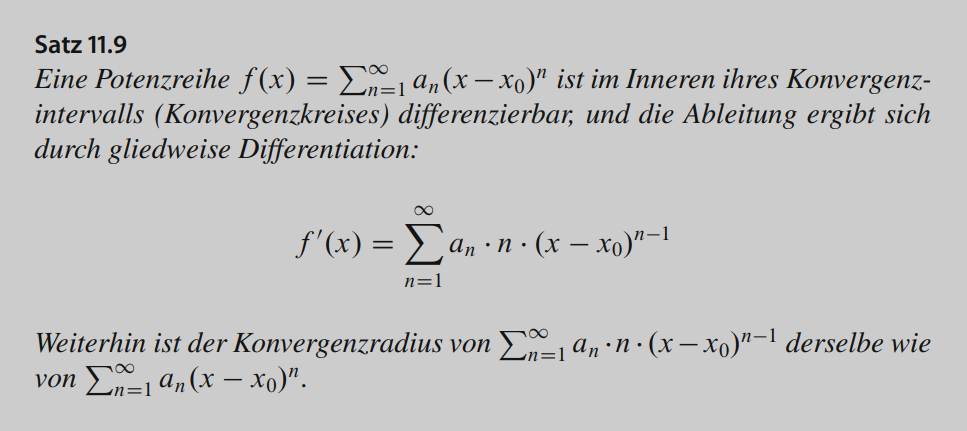 Satz 11.9
Eine Potenzreihe f(x) = ∑_{n=1}^{∞} a_n(x − x_0)^n ist im Inneren ihres Konvergenz-
intervalls (Konvergenzkreises) differenzierbar, und die Ableitung ergibt sich
durch gliedweise Differentiation:
f′(x) = ∑_{n=1}^{∞} a_n · n · (x − x_0)^{n−1}
Weiterhin ist der Konvergenzradius von ∑_{n=1}^{∞} a_n · n · (x − x_0)^{n−1} derselbe wie
von ∑_{n=1}^{∞} a_n(x − x_0)^n.